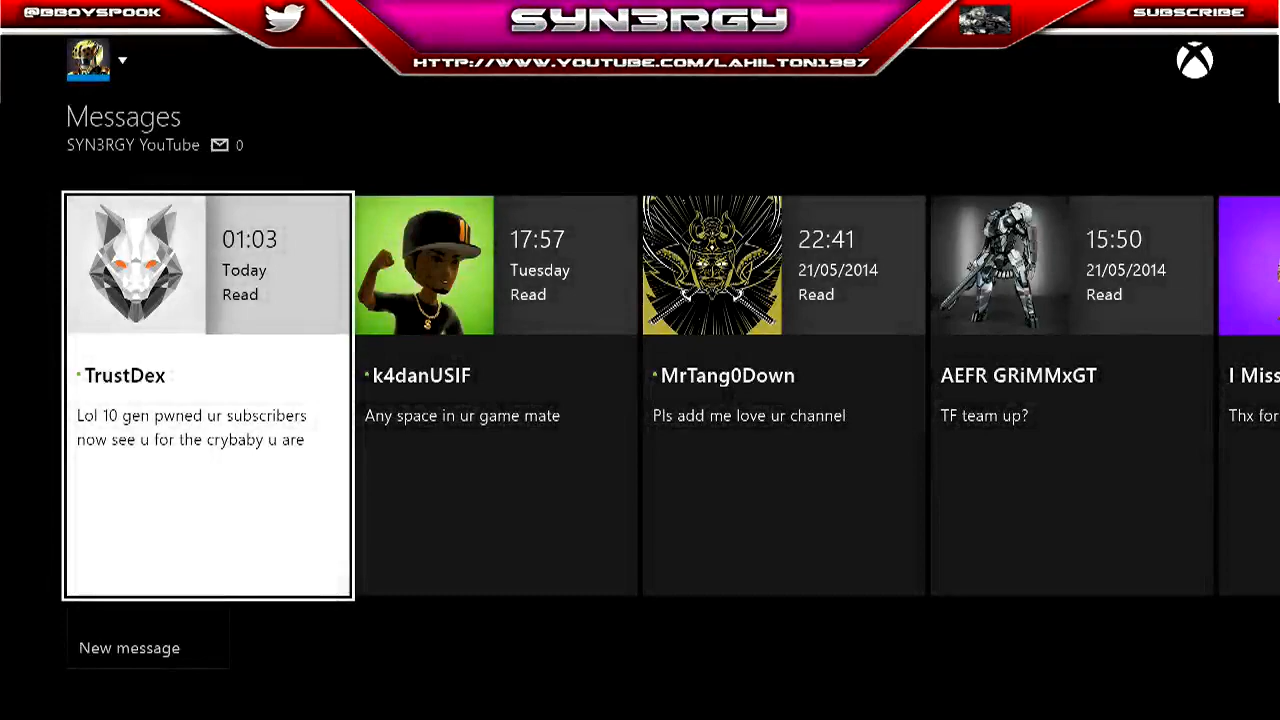 @BBOYSPOOK
SYN3RGY
SUBSCRIBE
HTTP://WWW.YOUTUBE.COM/LAHILTON1987
Messages
SYN3RGY YouTube 0
01:03
Today
Read
TrustDex
Lol 10 gen pwned ur subscribers
now see u for the crybaby u are
17:57
Tuesday
Read
k4danUSIF
Any space in ur game mate
22:41
21/05/2014
Read
MrTang0Down
Pls add me love ur channel
15:50
21/05/2014
Read
AEFR GRiMMxGT
TF team up?
I Miss
Thx for
New message